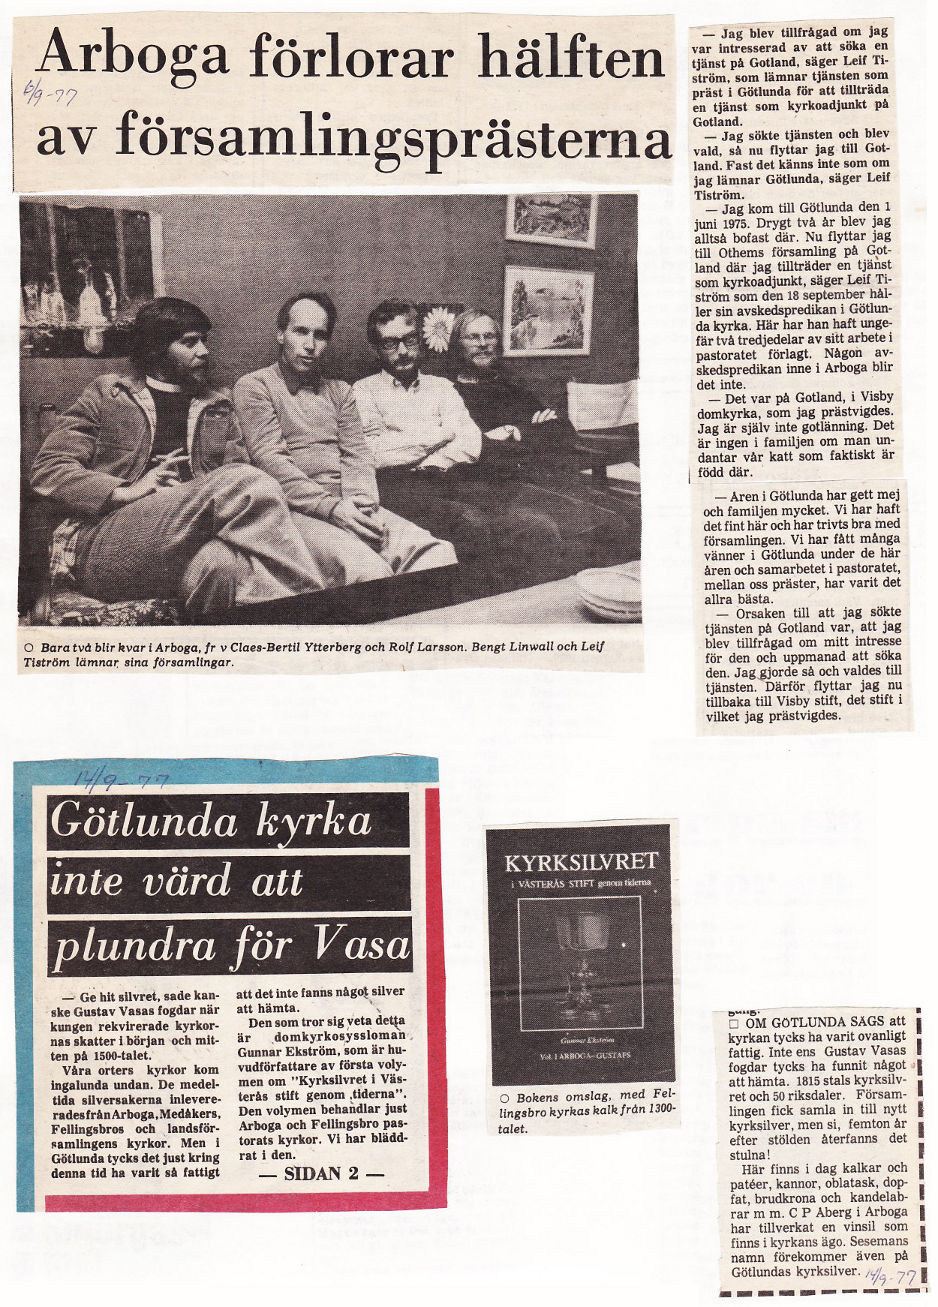 Arboga förlorar hälften
6/9-77
av församlingsprästerna
○ Bara två blir kvar i Arboga, fr v Claes-Bertil Ytterberg och Rolf Larsson. Bengt Linwall och Leif
Tiström lämnar sina församlingar.
— Jag blev tillfrågad om jag
var intresserad av att söka en
tjänst på Gotland, säger Leif Ti-
ström, som lämnar tjänsten som
präst i Götlunda för att tillträda
en tjänst som kyrkoadjunkt på
Gotland.
— Jag sökte tjänsten och blev
vald, så nu flyttar jag till Got-
land. Fast det känns inte som om
jag lämnar Götlunda, säger Leif
Tiström.
— Jag kom till Götlunda den 1
juni 1975. Drygt två år blev jag
alltså bofast där. Nu flyttar jag
till Othems församling på Got-
land där jag tillträder en tjänst
som kyrkoadjunkt, säger Leif Ti-
ström som den 18 september hål-
ler sin avskedspredikan i Götlun-
da kyrka. Här har han haft unge-
fär två tredjedelar av sitt arbete i
pastoratet förlagt. Någon av-
skedspredikan inne i Arboga blir
det inte.
— Det var på Gotland, i Visby
domkyrka, som jag prästvigdes.
Jag är själv inte gotlänning. Det
är ingen i familjen om man un-
dantar vår katt som faktiskt är
född där.
— Åren i Götlunda har gett mej
och familjen mycket. Vi har haft
det fint här och har trivts bra med
församlingen. Vi har fått många
vänner i Götlunda under de här
åren och samarbetet i pastoratet,
mellan oss präster, har varit det
allra bästa.
— Orsaken till att jag sökte
tjänsten på Gotland var, att jag
blev tillfrågad om mitt intresse
för den och uppmanad att söka
den. Jag gjorde så och valdes till
tjänsten. Därför flyttar jag nu
tillbaka till Visby stift, det stift i
vilket jag prästvigdes.
14/9-77
Götlunda kyrka
inte värd att
plundra för Vasa
— Ge hit silvret, sade kan-
ske Gustav Vasas fogdar när
kungen rekvirerade kyrkor-
nas skatter i början och mit-
ten på 1500-talet.
Våra orters kyrkor kom
ingalunda undan. De medel-
tida silversakerna inlevere-
rades från Arboga, Medåkers,
Fellingsbros och landsför-
samlingens kyrkor. Men i
Götlunda tycks det just kring
denna tid ha varit så fattigt
att det inte fanns något silver
att hämta.
Den som tror sig veta detta
är domkyrkosyssloman
Gunnar Ekström, som är hu-
vudförfattare av första voly-
men om "Kyrksilvret i Väs-
terås stift genom tiderna".
Den volymen behandlar just
Arboga och Fellingsbro pas-
torats kyrkor. Vi har blädd-
rat i den.
— SIDAN 2 —
KYRKSILVRET
i VÄSTERÅS STIFT genom tiderna
Gunnar Ekström
Vol. I ARBOGA—GUSTAFS
○ Bokens omslag, med Fel-
lingsbro kyrkas kalk från 1300-
talet.
□ OM GÖTLUNDA SÄGS att
kyrkan tycks ha varit ovanligt
fattig. Inte ens Gustav Vasas
fogdar tycks ha funnit något
att hämta. 1815 stals kyrksilv-
ret och 50 riksdaler. Försam-
lingen fick samla in till nytt
kyrksilver, men si, femton år
efter stölden återfanns det
stulna!
Här finns i dag kalkar och
patéer, kannor, oblatask, dop-
fat, brudkrona och kandelab-
rar m m. C P Åberg i Arboga
har tillverkat en vinsil som
finns i kyrkans ägo. Sesemans
namn förekommer även på
Götlundas kyrksilver. 14/9-77